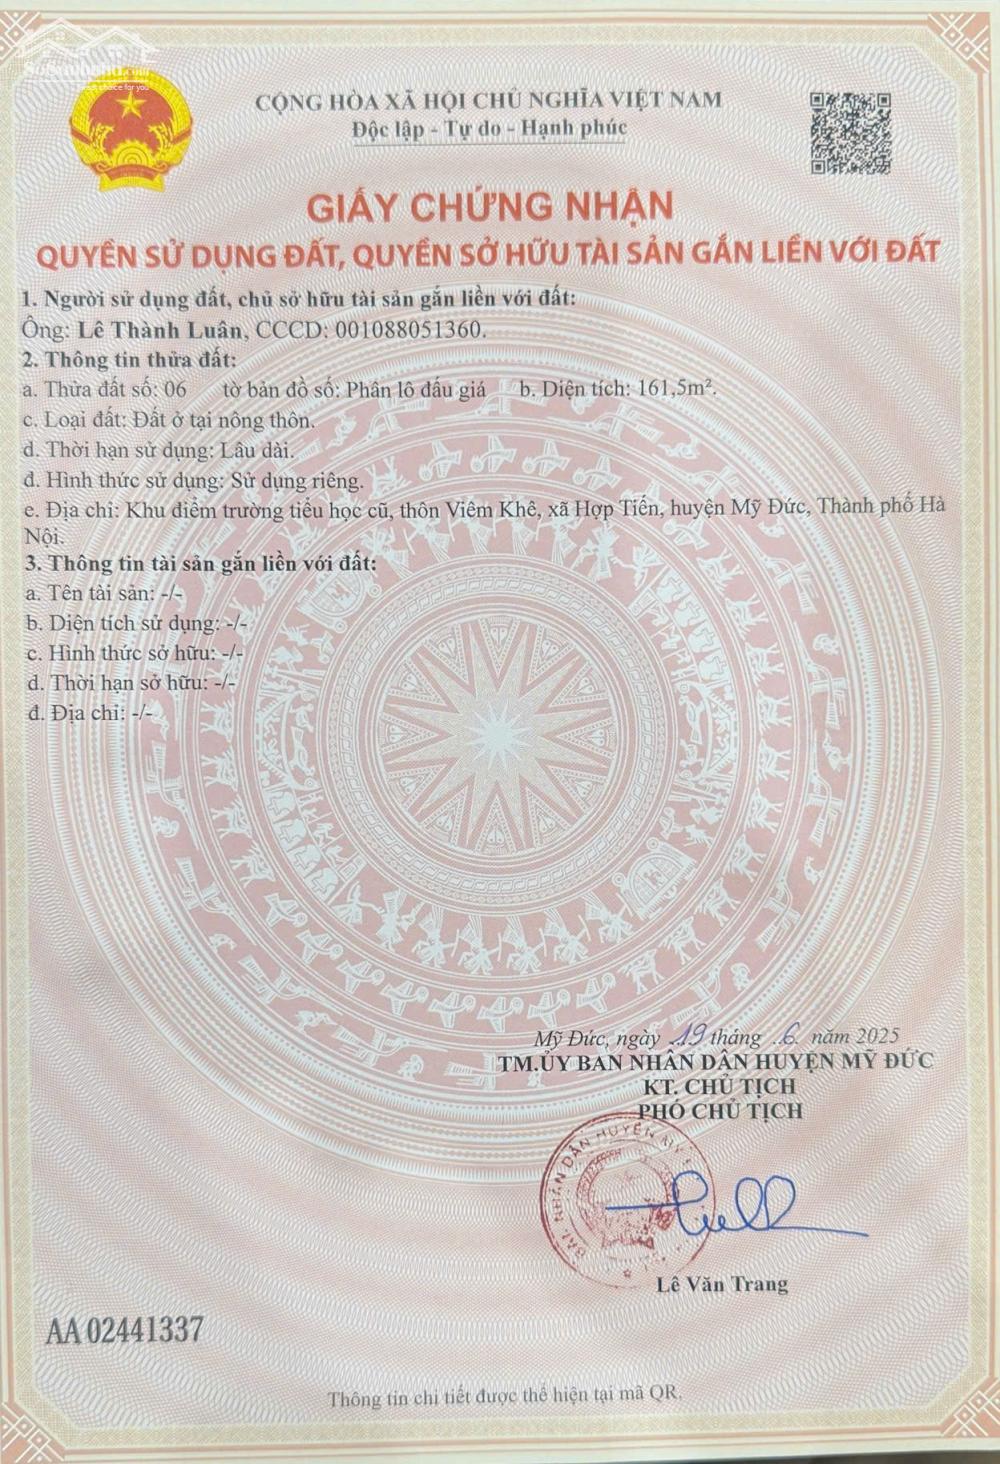 SoSanhnha.com
Best choice for you
CỘNG HÒA XÃ HỘI CHỦ NGHĨA VIỆT NAM
Độc lập - Tự do - Hạnh phúc
GIẤY CHỨNG NHẬN
QUYỀN SỬ DỤNG ĐẤT, QUYỀN SỞ HỮU TÀI SẢN GẮN LIỀN VỚI ĐẤT
1. Người sử dụng đất, chủ sở hữu tài sản gắn liền với đất:
Ông: Lê Thành Luân, CCCD: 001088051360.
2. Thông tin thửa đất:
a. Thửa đất số: 06 tờ bản đồ số: Phân lô đấu giá b. Diện tích: 161,5m².
c. Loại đất: Đất ở tại nông thôn.
d. Thời hạn sử dụng: Lâu dài.
đ. Hình thức sử dụng: Sử dụng riêng.
e. Địa chỉ: Khu điểm trường tiểu học cũ, thôn Viêm Khê, xã Hợp Tiến, huyện Mỹ Đức, Thành phố Hà
Nội.
3. Thông tin tài sản gắn liền với đất:
a. Tên tài sản: -/-
b. Diện tích sử dụng: -/-
c. Hình thức sở hữu: -/-
d. Thời hạn sở hữu: -/-
đ. Địa chỉ: -/-
Mỹ Đức, ngày 19 tháng 6 năm 2025
TM.ỦY BAN NHÂN DÂN HUYỆN MỸ ĐỨC
KT. CHỦ TỊCH
PHÓ CHỦ TỊCH
NHÂN DÂN HUYỆN
Lê Văn Trang
AA 02441337
Thông tin chi tiết được thể hiện tại mã QR.